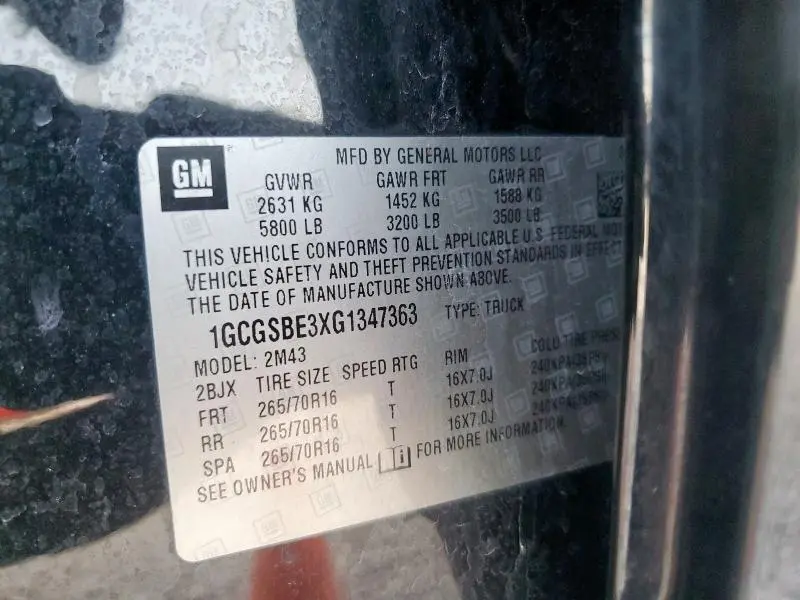 GM
MFD BY GENERAL MOTORS LLC
GVWR GAWR FRT GAWR RR
2631 KG 1452 KG 1588 KG
5800 LB 3200 LB 3500 LB
THIS VEHICLE CONFORMS TO ALL APPLICABLE U.S. FEDERAL MOT
VEHICLE SAFETY AND THEFT PREVENTION STANDARDS IN EFFECT
THE DATE OF MANUFACTURE SHOWN ABOVE.
1GCGSBE3XG1347363 TYPE: TRUCK
MODEL: 2M43
2BJX TIRE SIZE SPEED RTG RIM COLD TIRE PRES
FRT 265/70R16 T 16X7.0J
RR 265/70R16 T 16X7.0J
SPA 265/70R16 T 16X7.0J
SEE OWNER'S MANUAL FOR MORE INFORMATION.